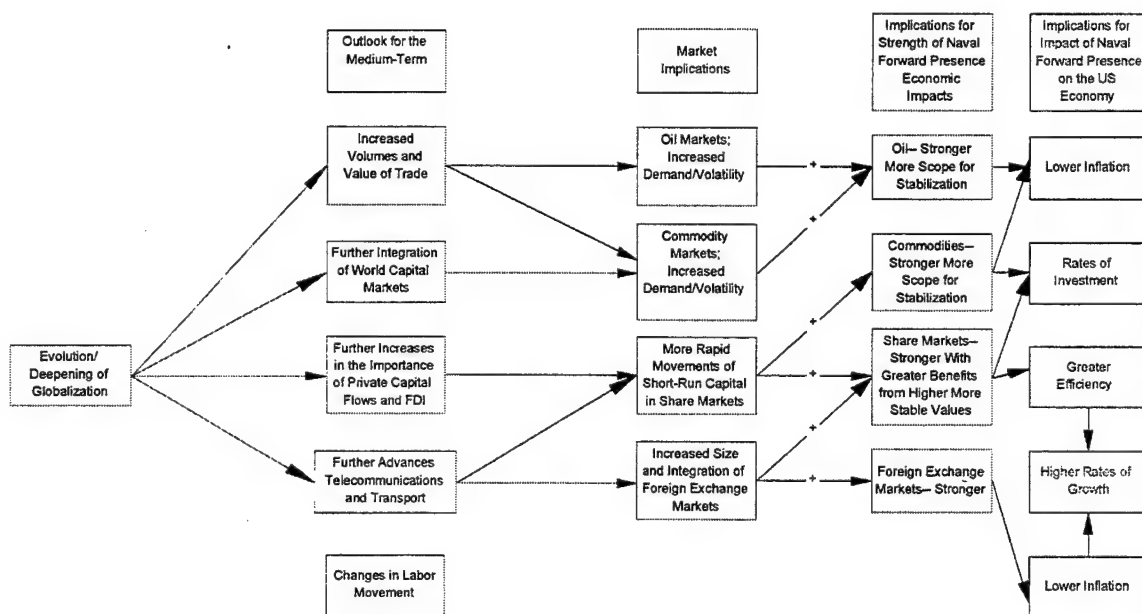 Outlook for the
Medium-Term
Market
Implications
Implications for
Strength of Naval
Forward Presence
Economic
Impacts
Implications for
Impact of Naval
Forward Presence
on the US
Economy
Increased
Volumes and
Value of Trade
Oil Markets;
Increased
Demand/Volatility
+
Oil– Stronger
More Scope for
Stabilization
Lower Inflation
+
Further Integration
of World Capital
Markets
Commodity
Markets;
Increased
Demand/Volatility
Commodities–
Stronger More
Scope for
Stabilization
Rates of
Investment
+
Evolution/
Deepening of
Globalization
Further Increases
in the Importance
of Private Capital
Flows and FDI
More Rapid
Movements of
Short-Run Capital
in Share Markets
+
Share Markets–
Stronger With
Greater Benefits
from Higher More
Stable Values
Greater
Efficiency
+
Further Advances
Telecommunications
and Transport
Increased Size
and Integration of
Foreign Exchange
Markets
+
Foreign Exchange
Markets– Stronger
Higher Rates of
Growth
Changes in Labor
Movement
Lower Inflation